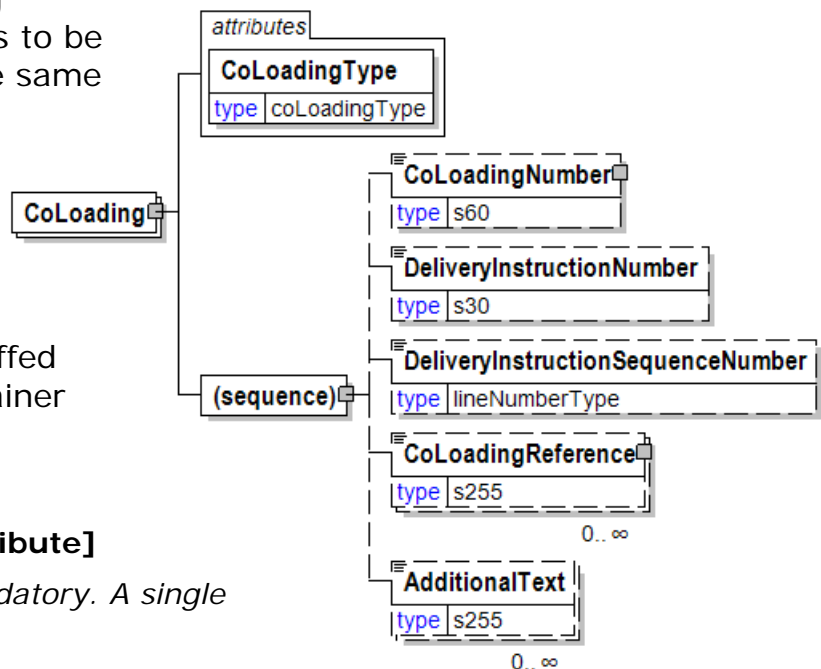 s to be
e same
ffed
ainer
ibute]
datory. A single
attributes
CoLoadingType
type coLoadingType
CoLoading
(sequence)
CoLoadingNumber
type s60
DeliveryInstructionNumber
type s30
DeliveryInstructionSequenceNumber
type lineNumberType
CoLoadingReference
type s255
0.. ∞
AdditionalText
type s255
0.. ∞